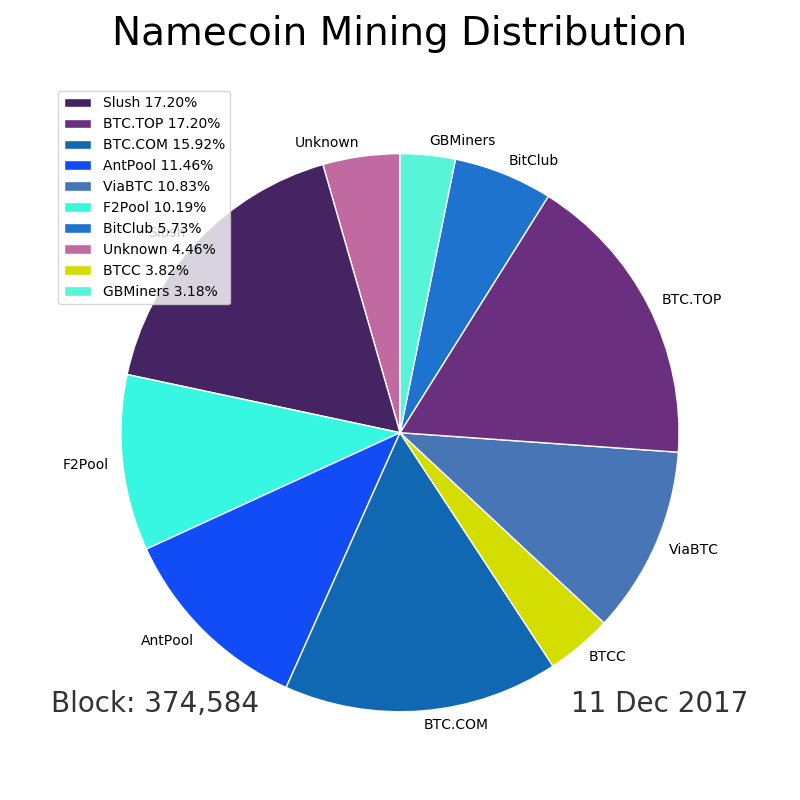 Namecoin Mining Distribution
Slush 17.20%
BTC.TOP 17.20%
BTC.COM 15.92%
AntPool 11.46%
ViaBTC 10.83%
F2Pool 10.19%
BitClub 5.73%
Unknown 4.46%
BTCC 3.82%
GBMiners 3.18%
Unknown
GBMiners
BitClub
Slush
BTC.TOP
F2Pool
ViaBTC
AntPool
BTCC
BTC.COM
Block: 374,584
11 Dec 2017